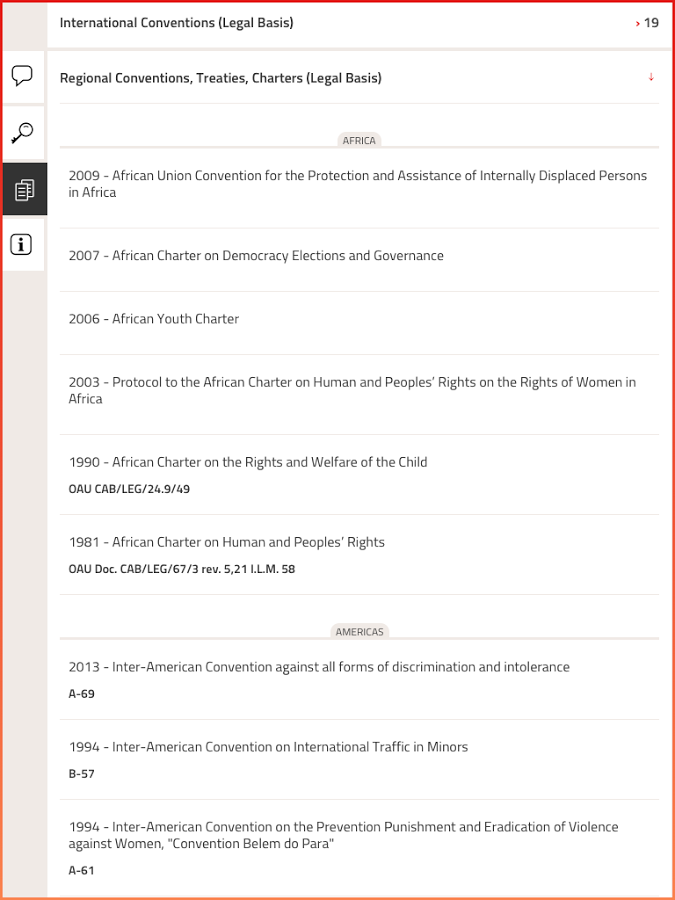 International Conventions (Legal Basis)
› 19
Regional Conventions, Treaties, Charters (Legal Basis)
↓
AFRICA
2009 - African Union Convention for the Protection and Assistance of Internally Displaced Persons
in Africa
2007 - African Charter on Democracy Elections and Governance
2006 - African Youth Charter
2003 - Protocol to the African Charter on Human and Peoples’ Rights on the Rights of Women in
Africa
1990 - African Charter on the Rights and Welfare of the Child
OAU CAB/LEG/24.9/49
1981 - African Charter on Human and Peoples’ Rights
OAU Doc. CAB/LEG/67/3 rev. 5,21 I.L.M. 58
AMERICAS
2013 - Inter-American Convention against all forms of discrimination and intolerance
A-69
1994 - Inter-American Convention on International Traffic in Minors
B-57
1994 - Inter-American Convention on the Prevention Punishment and Eradication of Violence
against Women, "Convention Belem do Para"
A-61